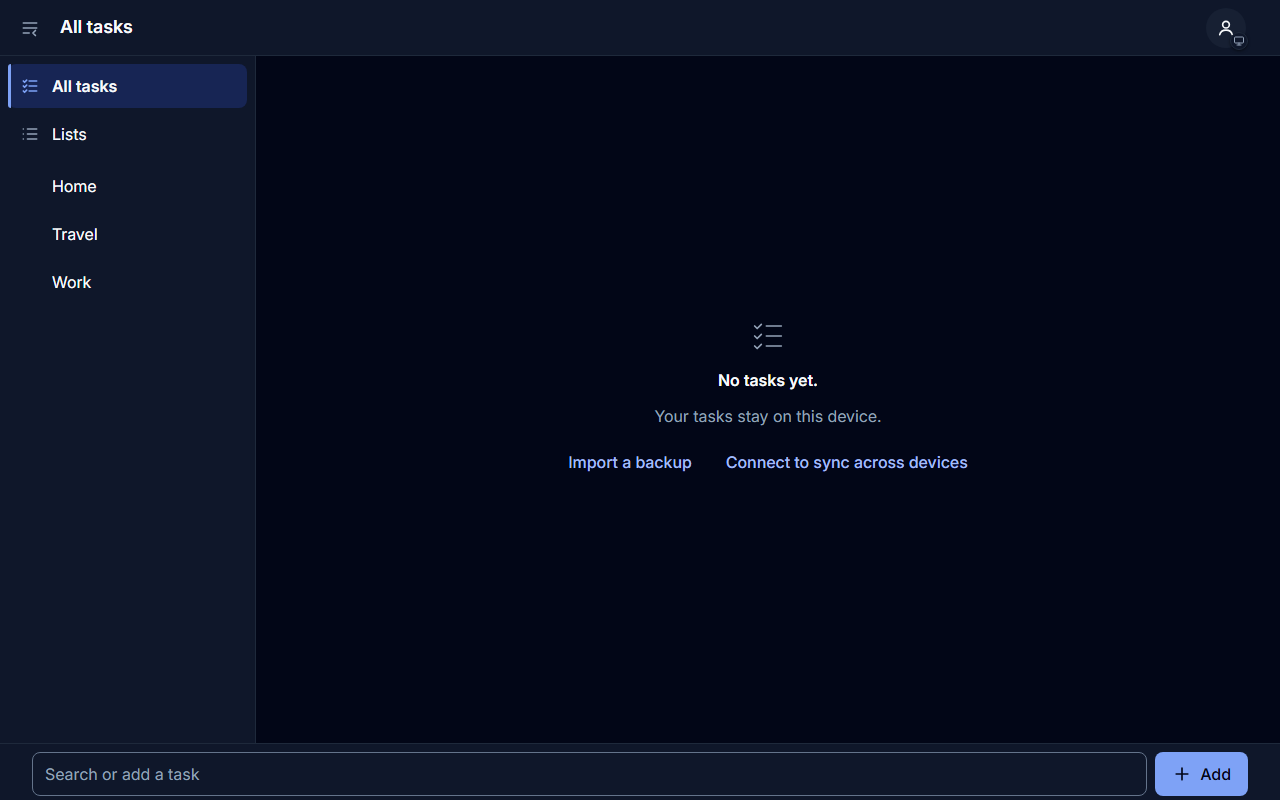 All tasks
All tasks
Lists
Home
Travel
Work
No tasks yet.
Your tasks stay on this device.
Import a backup
Connect to sync across devices
Search or add a task
Add